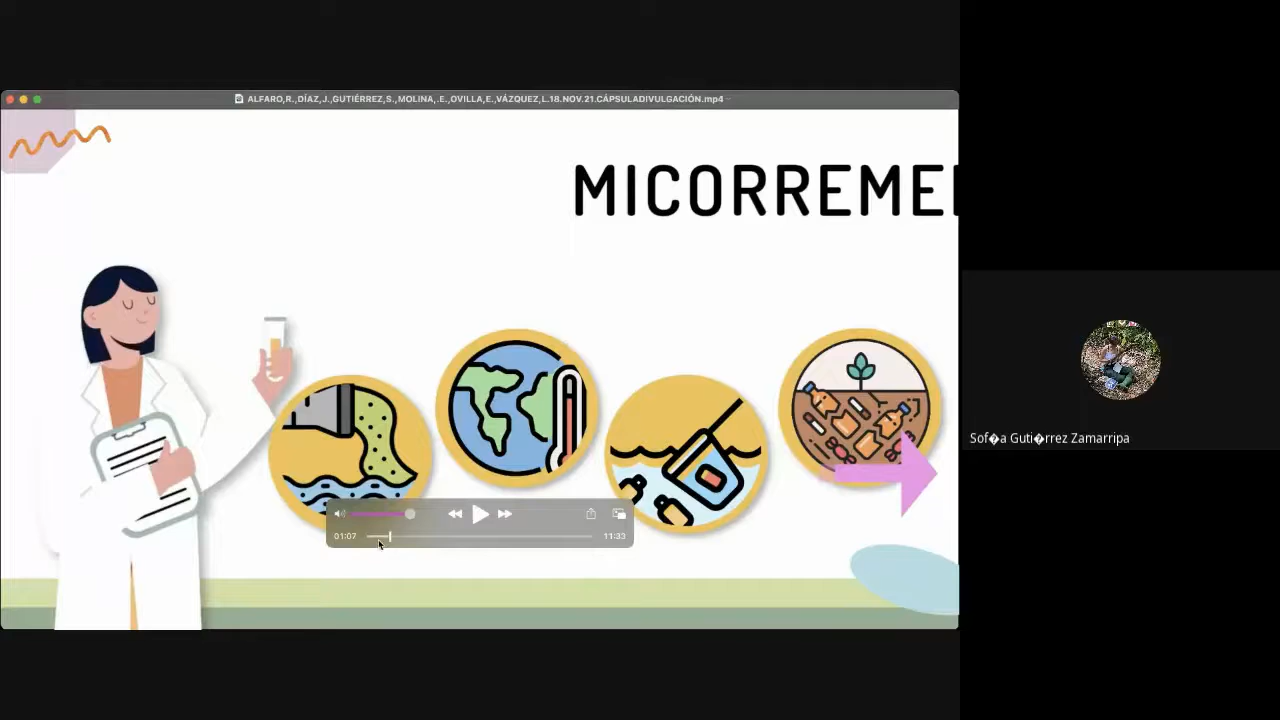 ALFARO,R.,DÍAZ,J.,GUTIÉRREZ,S.,MOLINA,.E.,OVILLA,E.,VÁZQUEZ,L.18.NOV.21.CÁPSULADIVULGACIÓN.mp4
MICORREME
01:07
11:33
Sof�a Guti�rrez Zamarripa